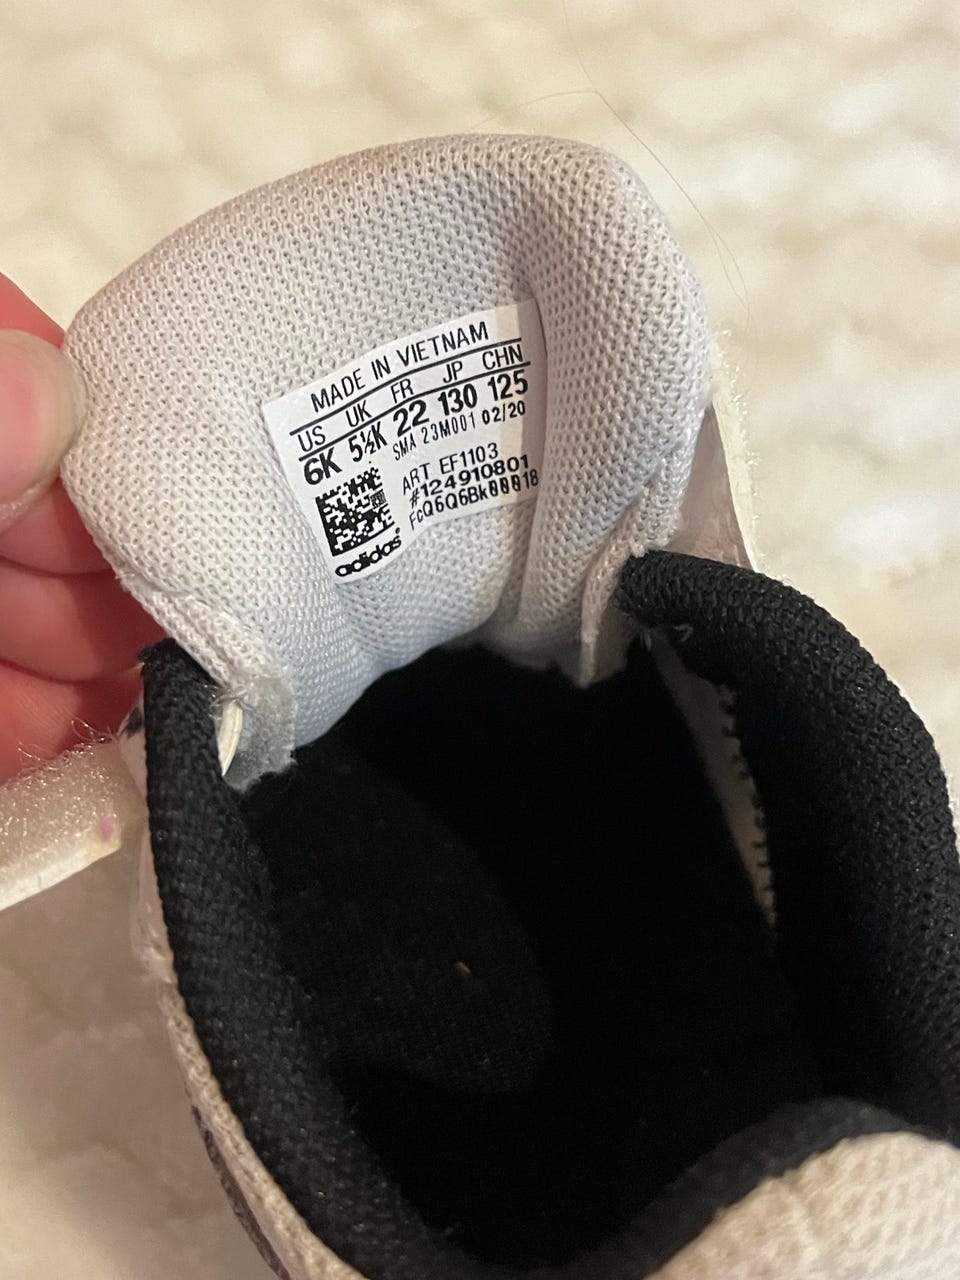 MADE IN VIETNAM
US UK FR JP CHN
6K 5½K 22 130 125
SMA 23M001 02/20
ART EF1103
#124910801
FcQ6Q6Bk00018
adidas®